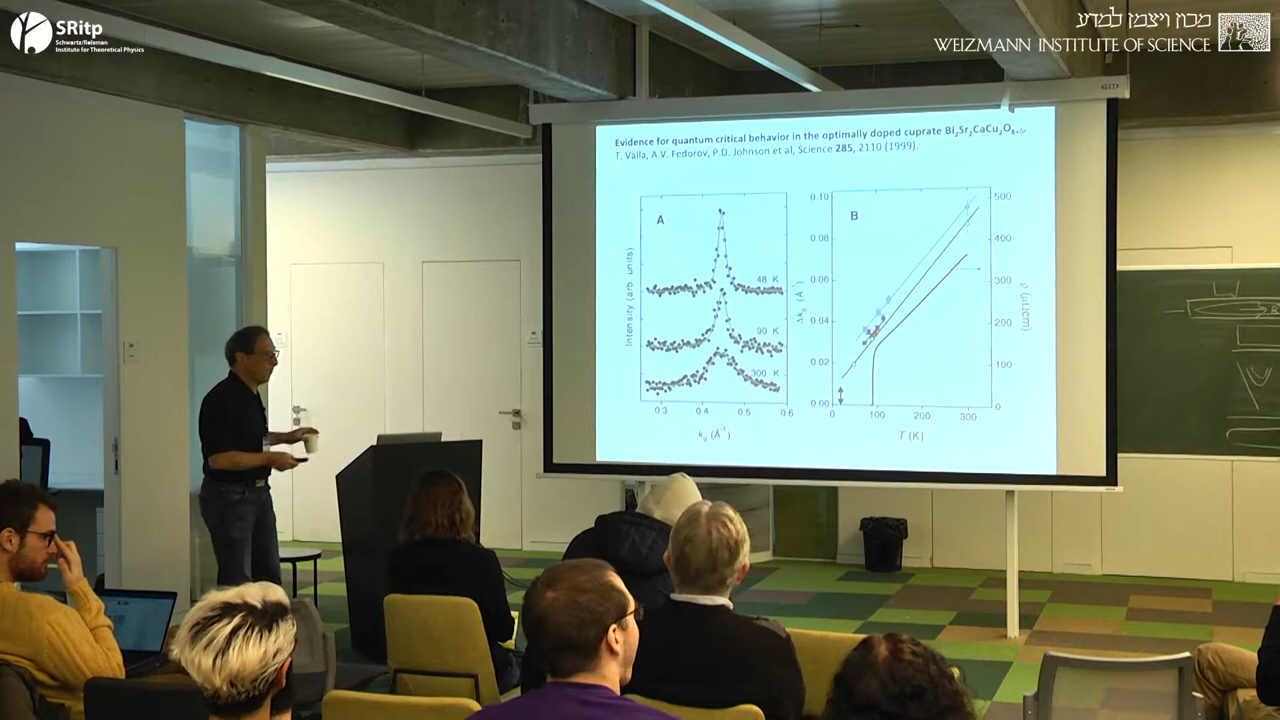 SRitp
Schwartz/Reisman
Institute for Theoretical Physics
מכון ויצמן למדע
WEIZMANN INSTITUTE OF SCIENCE
VEGA
Evidence for quantum critical behavior in the optimally doped cuprate Bi₂Sr₂CaCu₂O₈₊δ,
T. Valla, A.V. Fedorov, P.D. Johnson et al, Science 285, 2110 (1999).
A
48 K
90 K
300 K
Intensity (arb. units)
0.3 0.4 0.5 0.6
k∥ (Å⁻¹)
B
0.10
0.08
0.06
0.04
0.02
0.00
Δk∥ (Å⁻¹)
500
400
300
200
100
0
ρ (μΩcm)
0 100 200 300
T (K)